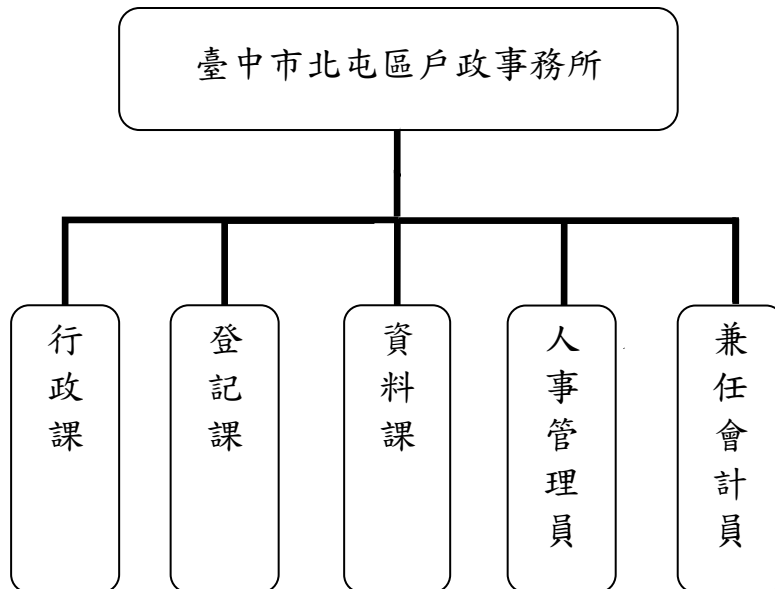 臺中市北屯區戶政事務所
行政課
登記課
資料課
人事管理員
兼任會計員